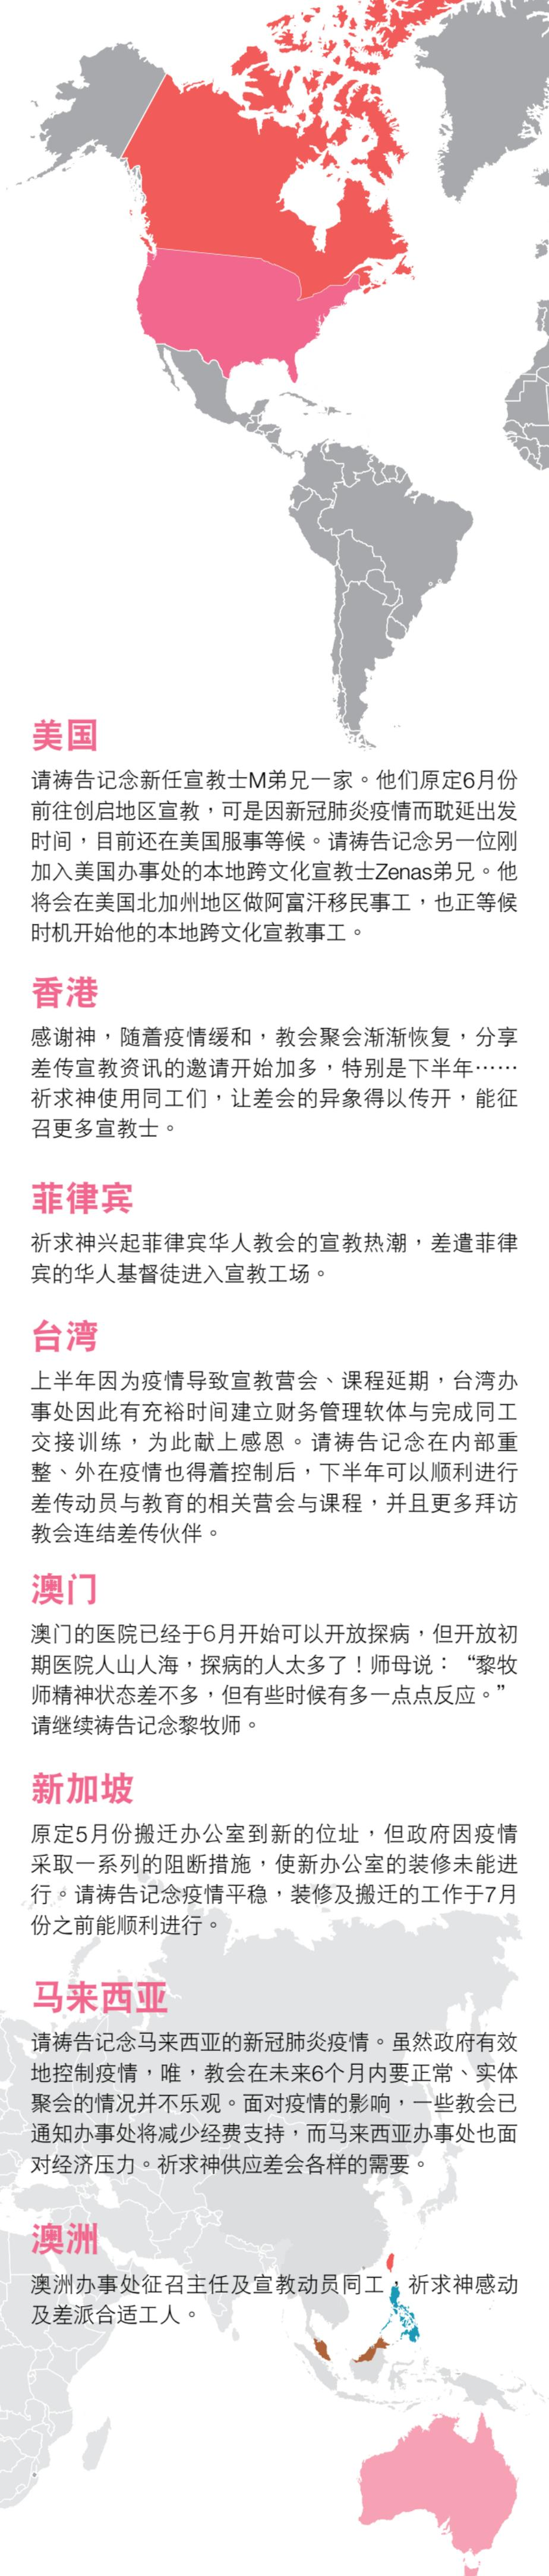 美国
请祷告记念新任宣教士M弟兄一家。他们原定6月份
前往创启地区宣教，可是因新冠肺炎疫情而耽延出发
时间，目前还在美国服事等候。请祷告记念另一位刚
加入美国办事处的本地跨文化宣教士Zenas弟兄。他
将会在美国北加州地区做阿富汗移民事工，也正等候
时机开始他的本地跨文化宣教事工。
香港
感谢神，随着疫情缓和，教会聚会渐渐恢复，分享
差传宣教资讯的邀请开始加多，特别是下半年……
祈求神使用同工们，让差会的异象得以传开，能征
召更多宣教士。
菲律宾
祈求神兴起菲律宾华人教会的宣教热潮，差遣菲律
宾的华人基督徒进入宣教工场。
台湾
上半年因为疫情导致宣教营会、课程延期，台湾办
事处因此有充裕时间建立财务管理软体与完成同工
交接训练，为此献上感恩。请祷告记念在内部重
整、外在疫情也得着控制后，下半年可以顺利进行
差传动员与教育的相关营会与课程，并且更多拜访
教会连结差传伙伴。
澳门
澳门的医院已经于6月开始可以开放探病，但开放初
期医院人山人海，探病的人太多了！师母说：“黎牧
师精神状态差不多，但有些时候有多一点点反应。”
请继续祷告记念黎牧师。
新加坡
原定5月份搬迁办公室到新的位址，但政府因疫情
采取一系列的阻断措施，使新办公室的装修未能进
行。请祷告记念疫情平稳，装修及搬迁的工作于7月
份之前能顺利进行。
马来西亚
请祷告记念马来西亚的新冠肺炎疫情。虽然政府有效
地控制疫情，唯，教会在未来6个月内要正常、实体
聚会的情况并不乐观。面对疫情的影响，一些教会已
通知办事处将减少经费支持，而马来西亚办事处也面
对经济压力。祈求神供应差会各样的需要。
澳洲
澳洲办事处征召主任及宣教动员同工，祈求神感动
及差派合适工人。